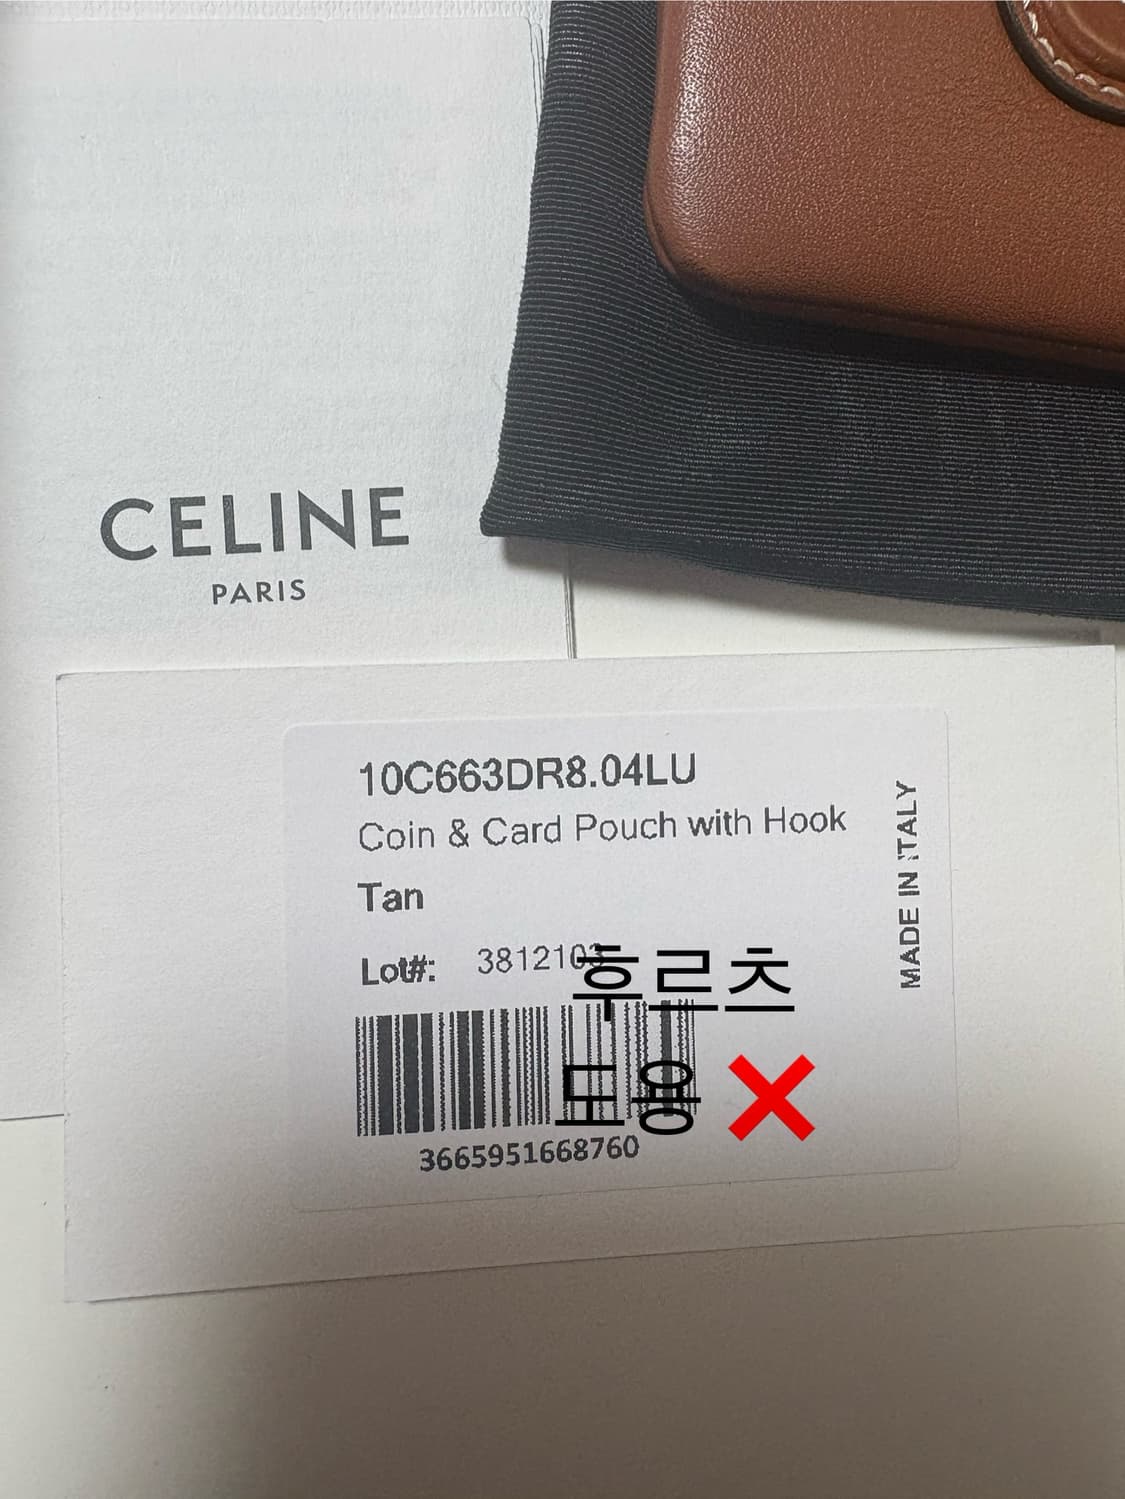 CELINE
PARIS
10C663DR8.04LU
Coin & Card Pouch with Hook
Tan
Lot#: 3812103
후르츠
도용 ❌
3665951668760
MADE IN ITALY